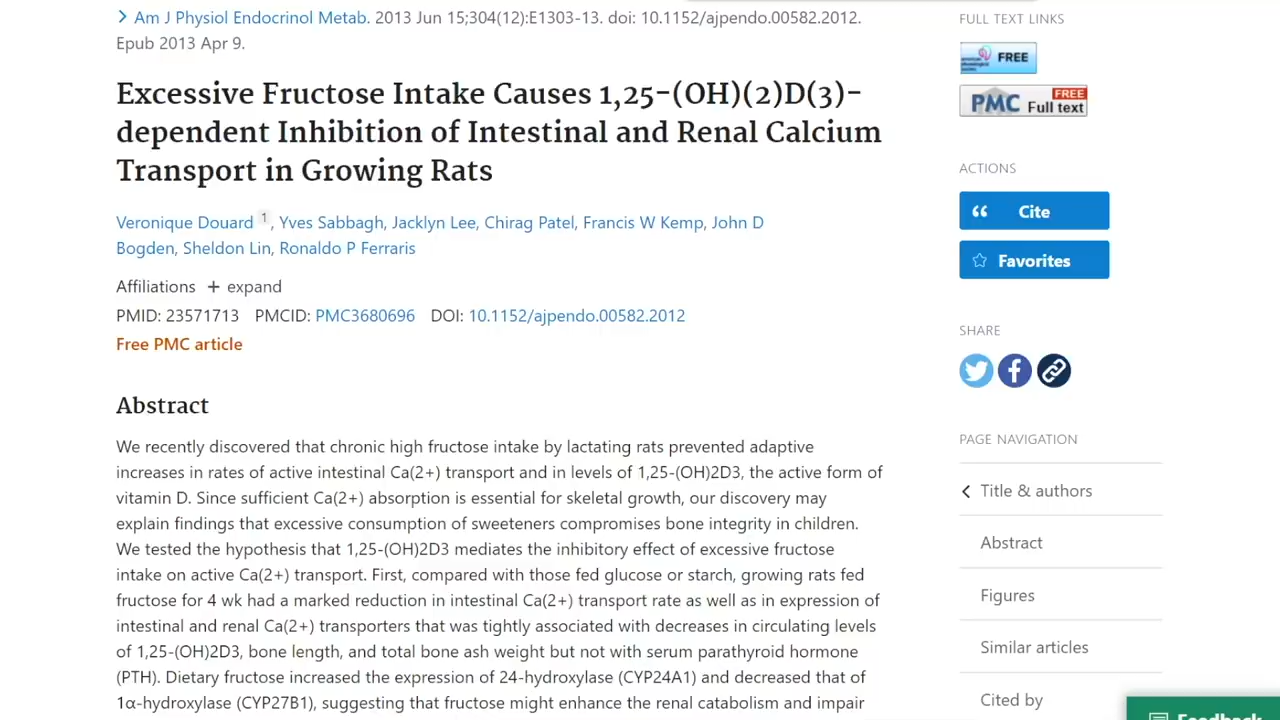 Am J Physiol Endocrinol Metab. 2013 Jun 15;304(12):E1303-13. doi: 10.1152/ajpendo.00582.2012.
Epub 2013 Apr 9.
Excessive Fructose Intake Causes 1,25-(OH)(2)D(3)-
dependent Inhibition of Intestinal and Renal Calcium
Transport in Growing Rats
Veronique Douard 1, Yves Sabbagh, Jacklyn Lee, Chirag Patel, Francis W Kemp, John D
Bogden, Sheldon Lin, Ronaldo P Ferraris
Affiliations + expand
PMID: 23571713 PMCID: PMC3680696 DOI: 10.1152/ajpendo.00582.2012
Free PMC article
Abstract
We recently discovered that chronic high fructose intake by lactating rats prevented adaptive
increases in rates of active intestinal Ca(2+) transport and in levels of 1,25-(OH)2D3, the active form of
vitamin D. Since sufficient Ca(2+) absorption is essential for skeletal growth, our discovery may
explain findings that excessive consumption of sweeteners compromises bone integrity in children.
We tested the hypothesis that 1,25-(OH)2D3 mediates the inhibitory effect of excessive fructose
intake on active Ca(2+) transport. First, compared with those fed glucose or starch, growing rats fed
fructose for 4 wk had a marked reduction in intestinal Ca(2+) transport rate as well as in expression of
intestinal and renal Ca(2+) transporters that was tightly associated with decreases in circulating levels
of 1,25-(OH)2D3, bone length, and total bone ash weight but not with serum parathyroid hormone
(PTH). Dietary fructose increased the expression of 24-hydroxylase (CYP24A1) and decreased that of
1α-hydroxylase (CYP27B1), suggesting that fructose might enhance the renal catabolism and impair
FULL TEXT LINKS
FREE
PMC FREE
Full text
ACTIONS
Cite
Favorites
SHARE
PAGE NAVIGATION
Title & authors
Abstract
Figures
Similar articles
Cited by
Feedback